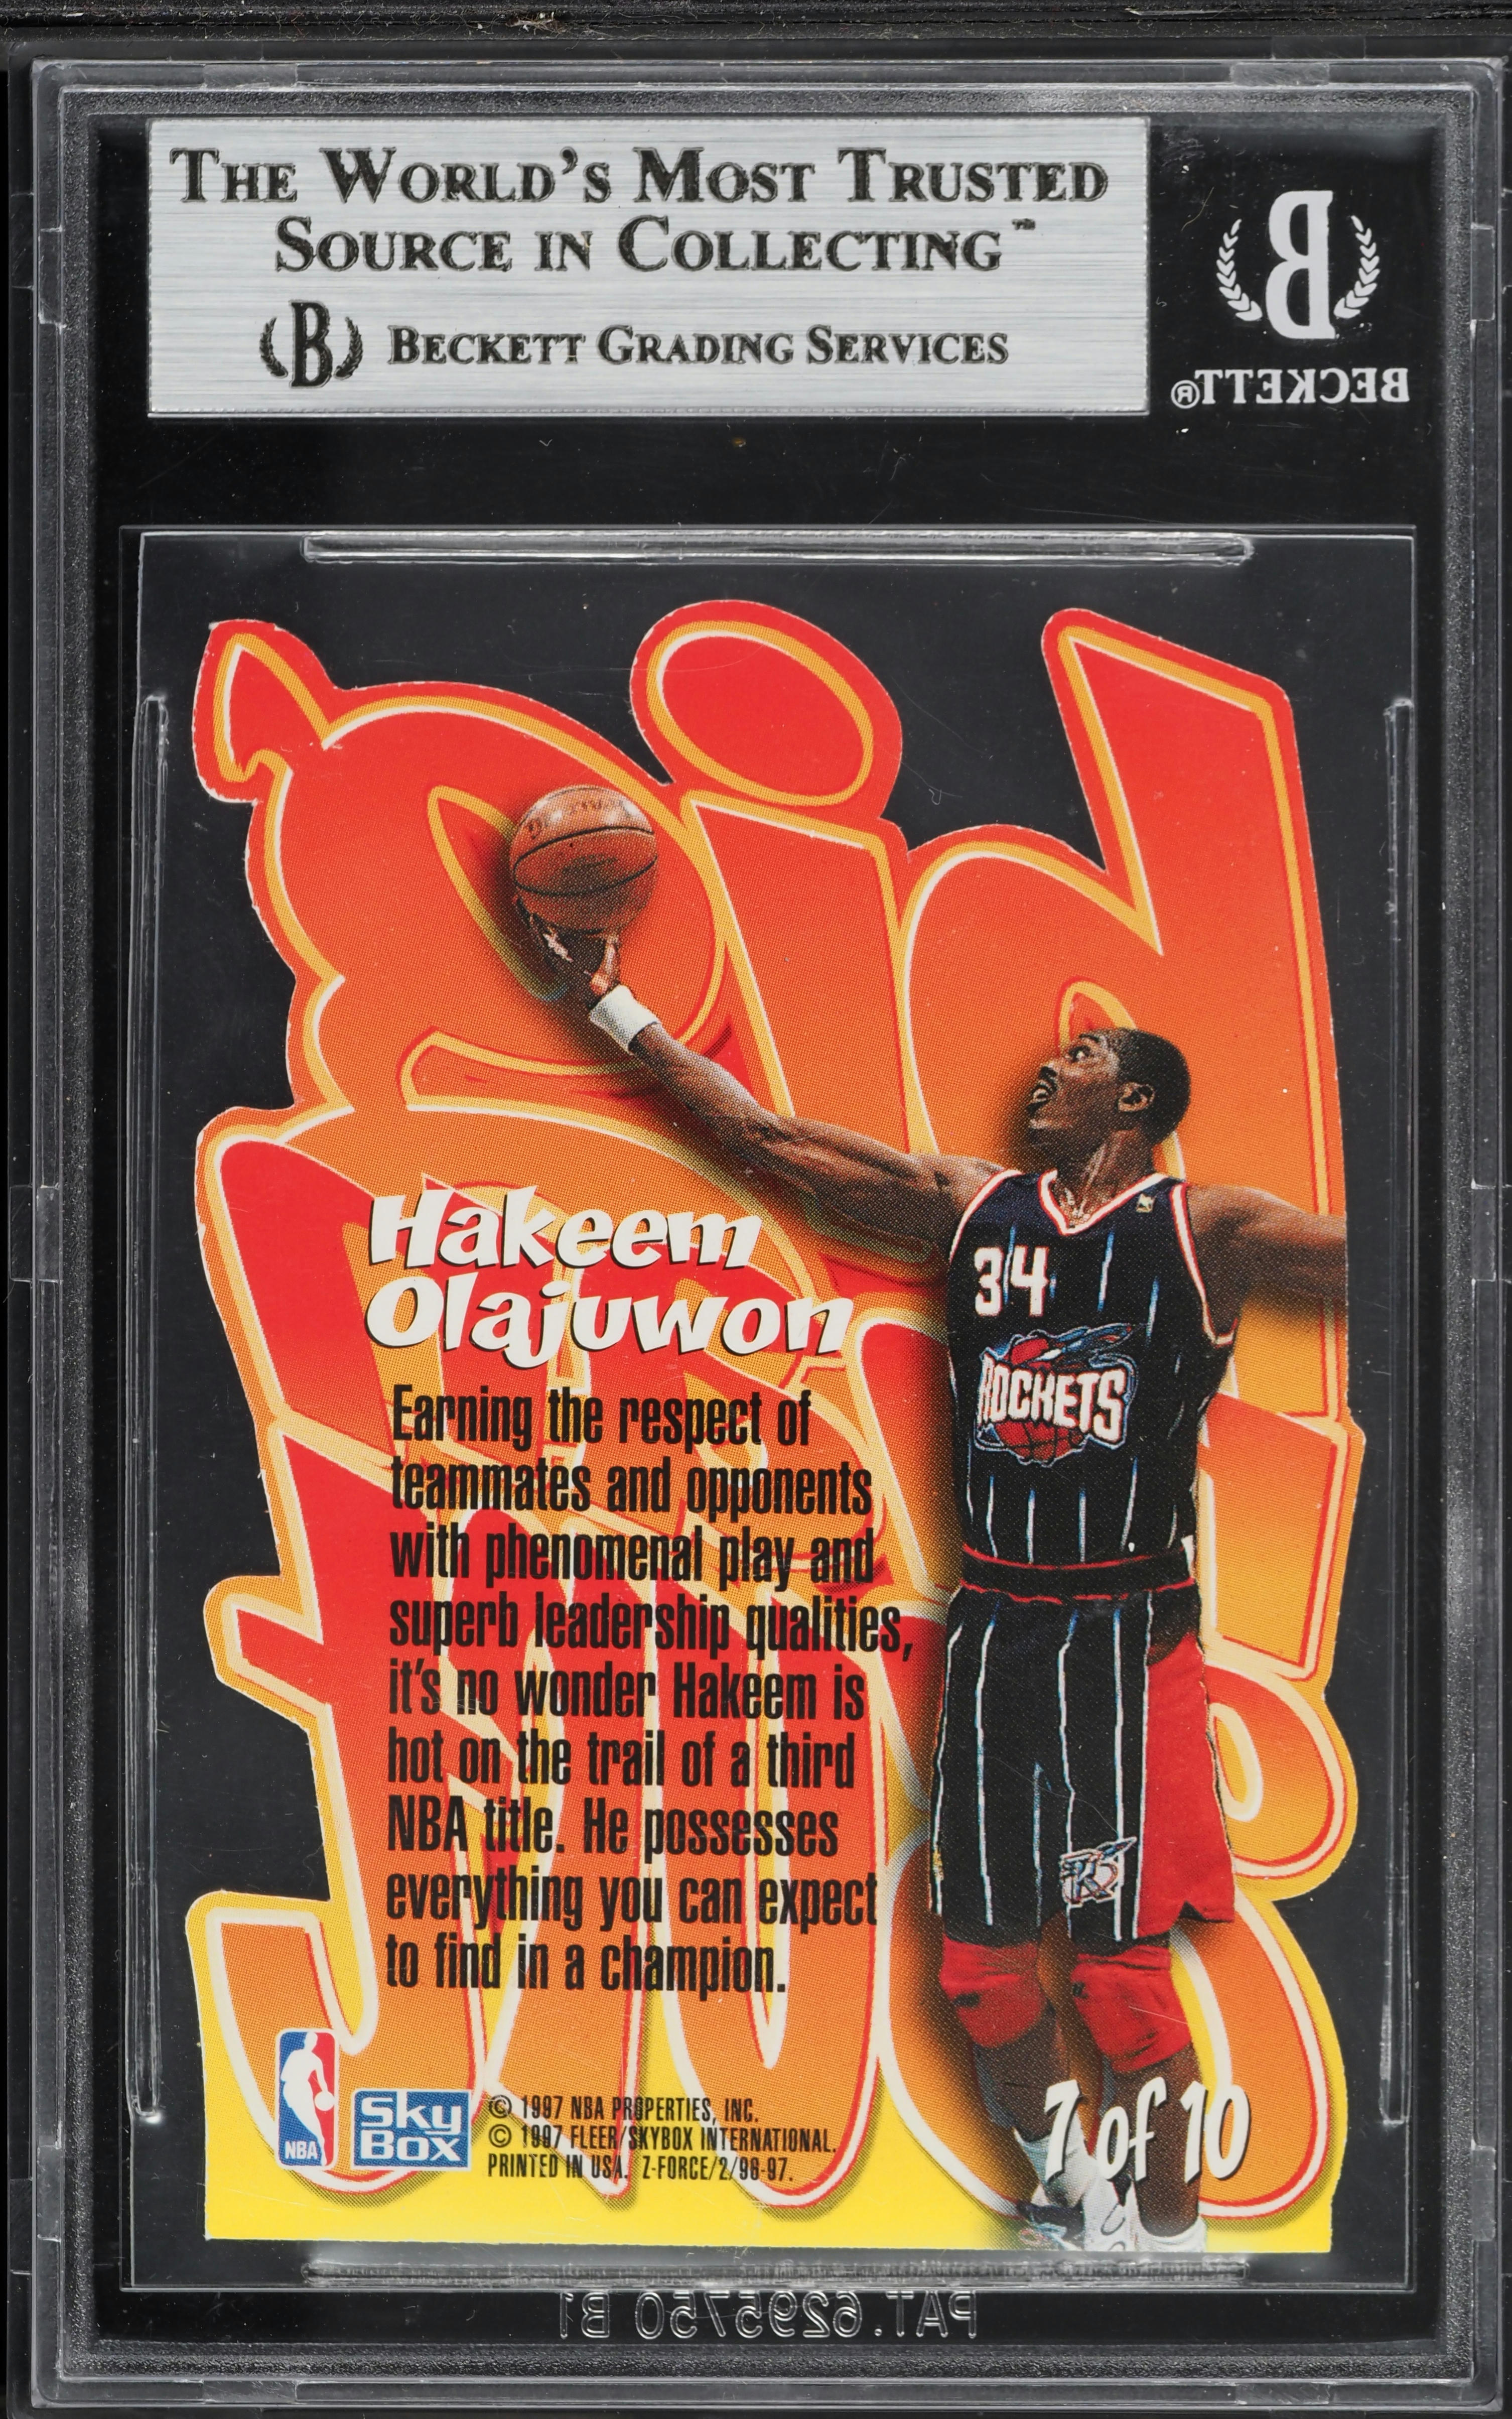 THE WORLD'S MOST TRUSTED
SOURCE IN COLLECTING™
B BECKETT GRADING SERVICES
B
BECKETT®
Hakeem
Olajuwon
34
ROCKETS
Earning the respect of
teammates and opponents
with phenomenal play and
superb leadership qualities,
it's no wonder Hakeem is
hot on the trail of a third
NBA title. He possesses
everything you can expect
to find in a champion.
R
NBA
SKY
BOX
© 1997 NBA PROPERTIES, INC.
© 1997 FLEER/SKYBOX INTERNATIONAL.
PRINTED IN USA. Z-FORCE/2/96-97.
7 of 10
PAT. 6295750 B1